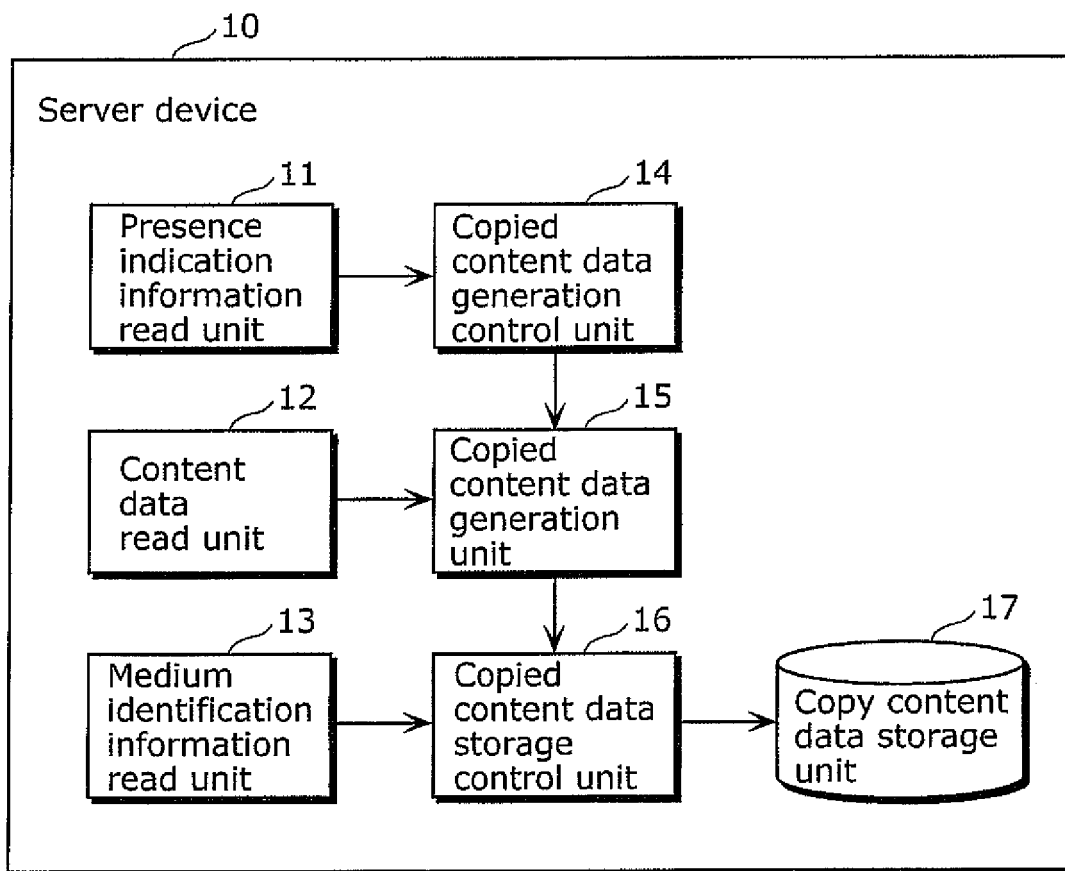 10
Server device
11
Presence
indication
information
read unit
14
Copied
content data
generation
control unit
12
Content
data
read unit
15
Copied
content data
generation
unit
13
Medium
identification
information
read unit
16
Copied
content data
storage
control unit
17
Copy content
data storage
unit